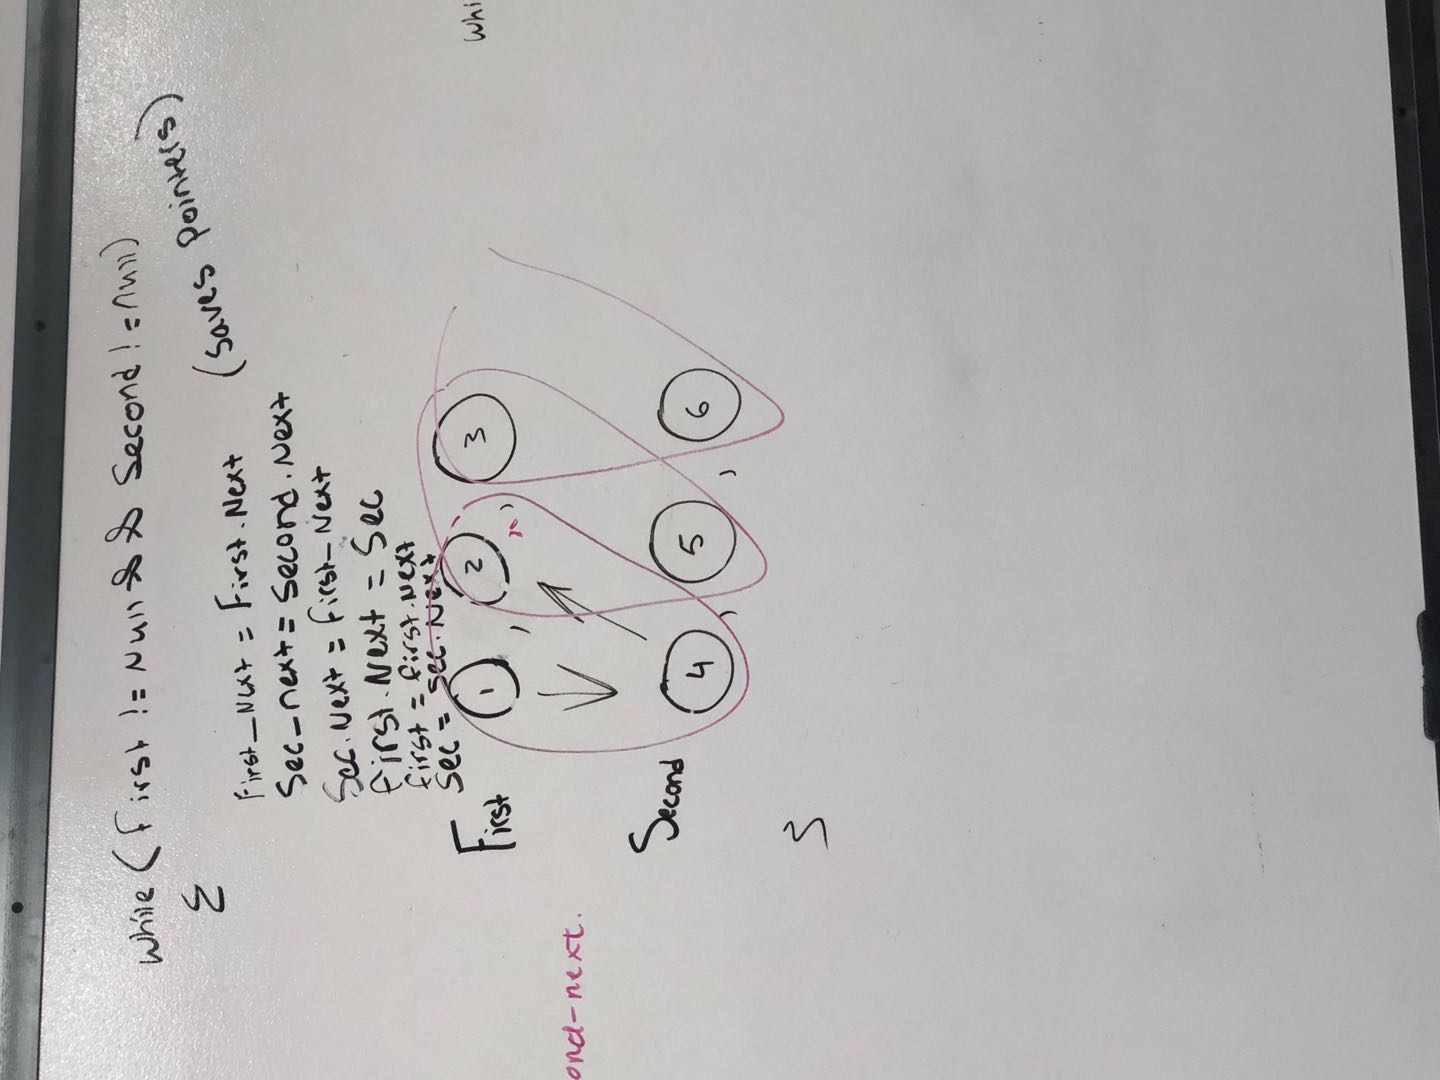 while (First != Null && Second != null)
{
(saves pointers)
First_Next = First.Next
Sec_next = Second.Next
Sec.Next = first_Next
first.Next = Sec
first = first.Next
Sec = Sec.Next
First 1 , 2 , 3
Whi
ond-next.
Second 4 , 5 , 6
}